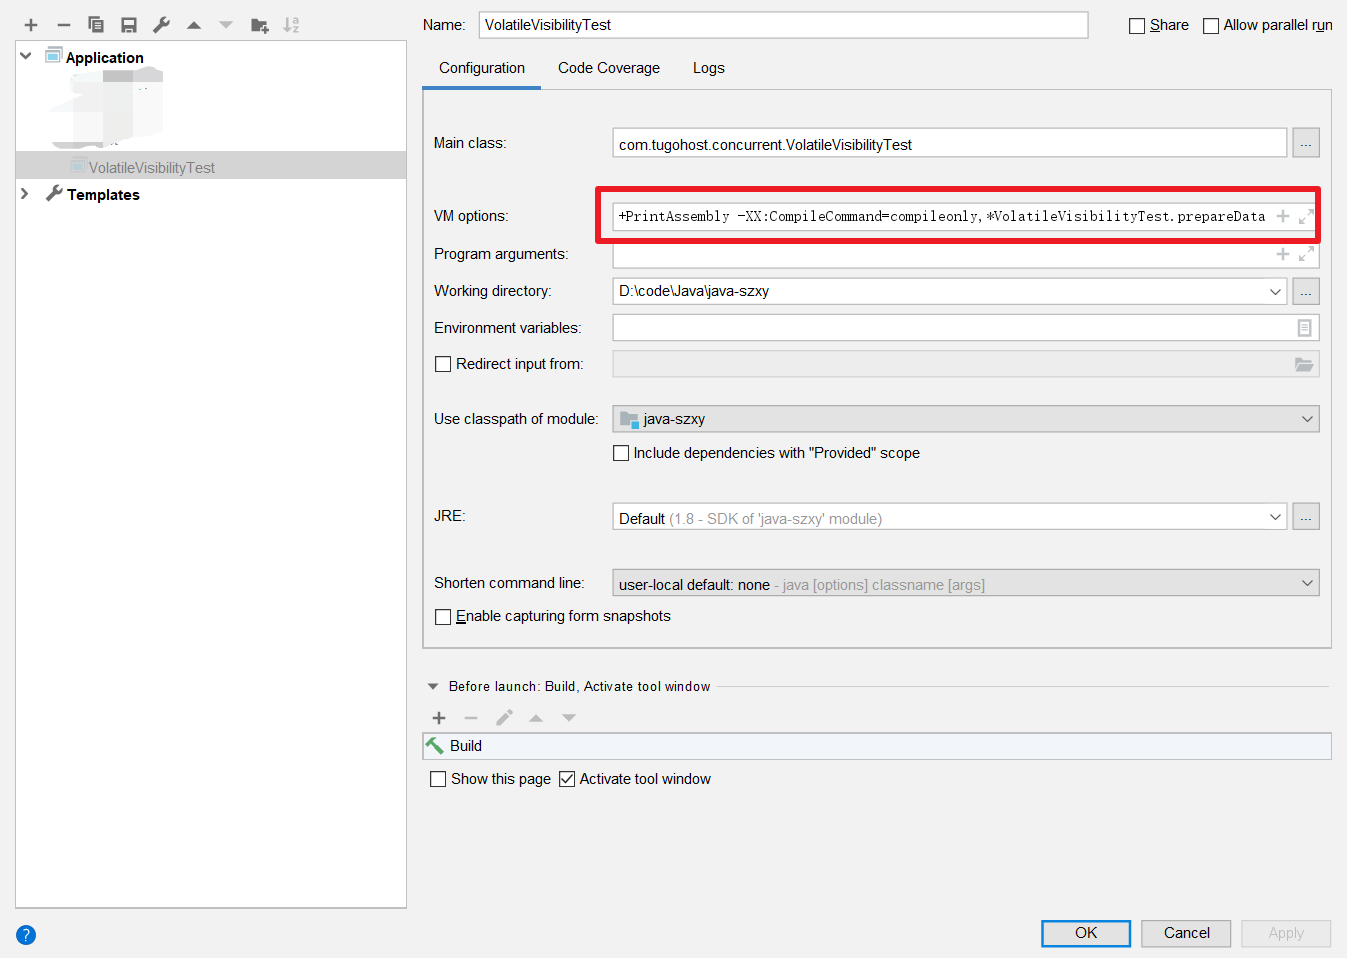 Name: VolatileVisibilityTest Share Allow parallel run
Application
VolatileVisibilityTest
Templates
Configuration Code Coverage Logs
Main class: com.tugohost.concurrent.VolatileVisibilityTest ...
VM options: +PrintAssembly -XX:CompileCommand=compileonly,*VolatileVisibilityTest.prepareData
Program arguments:
Working directory: D:\code\Java\java-szxy ...
Environment variables:
Redirect input from:
Use classpath of module: java-szxy
Include dependencies with "Provided" scope
JRE: Default (1.8 - SDK of 'java-szxy' module) ...
Shorten command line: user-local default: none - java [options] classname [args]
Enable capturing form snapshots
Before launch: Build, Activate tool window
Build
Show this page Activate tool window
? OK Cancel Apply